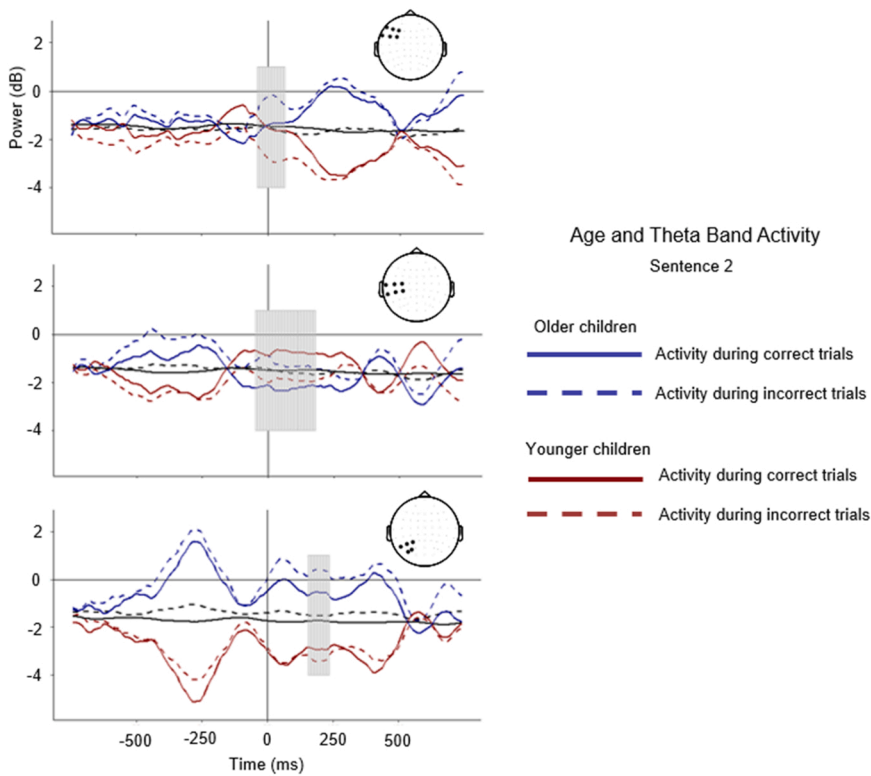 2
0
-2
-4
Power (dB)
2
0
-2
-4
2
0
-2
-4
-500
-250
0
250
500
Time (ms)
Age and Theta Band Activity
Sentence 2
Older children
Activity during correct trials
Activity during incorrect trials
Younger children
Activity during correct trials
Activity during incorrect trials